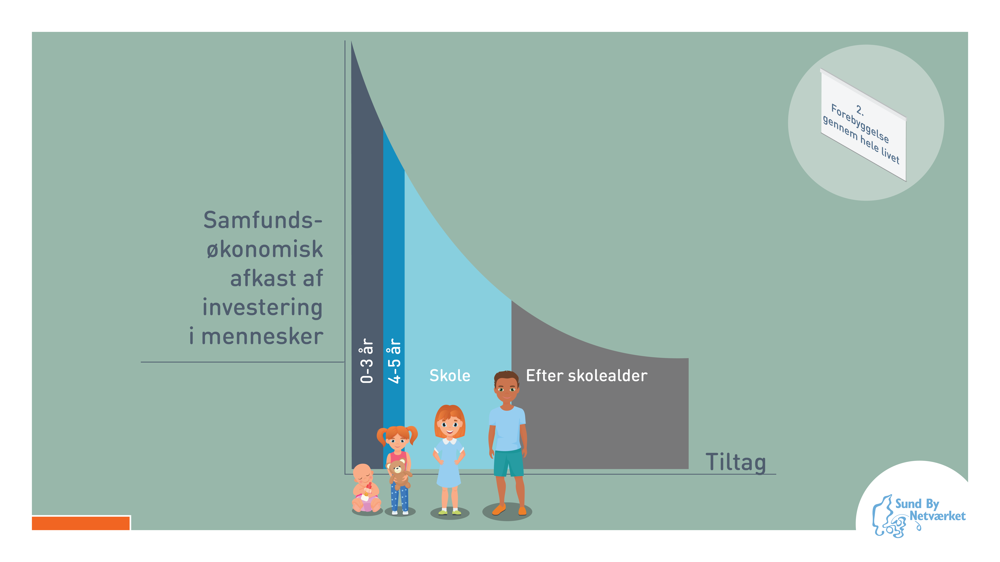 2.
Forebyggelse
gennem hele livet
Samfunds-
økonomisk
afkast af
investering
i mennesker
0-3 år
4-5 år
Skole
Efter skolealder
Tiltag
Sund By
Netværket